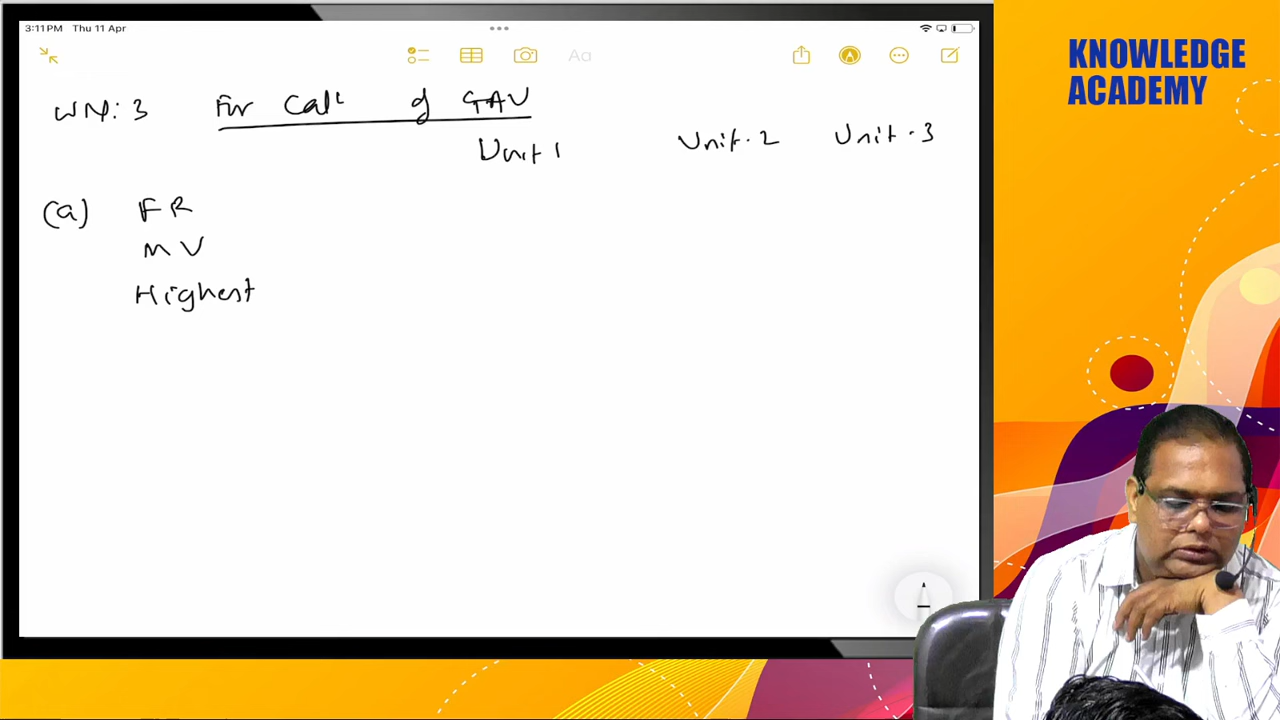 3:11 PM Thu 11 Apr
KNOWLEDGE
ACADEMY
Aa
WN: 3 For Calc of GAV
Unit 1 Unit. 2 Unit. 3
(a) FR
MV
Highest